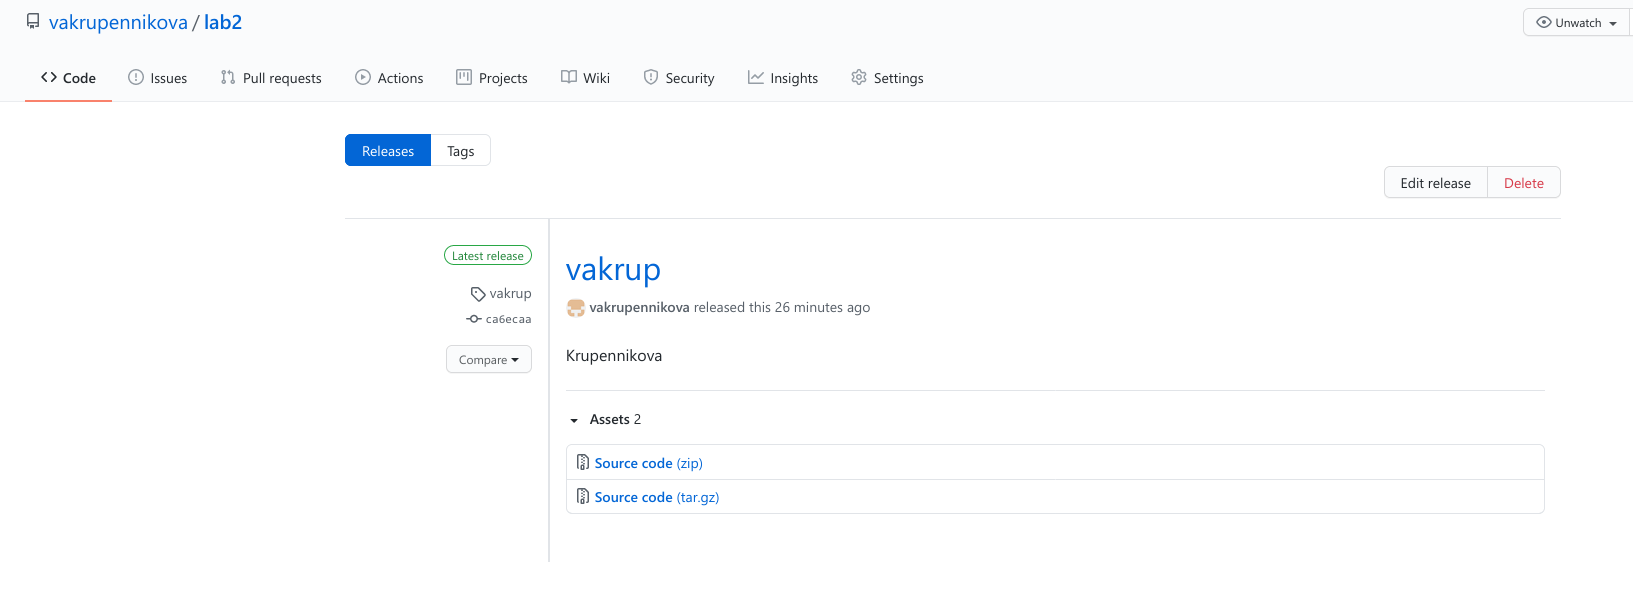 vakrupennikova / lab2
Unwatch
Code Issues Pull requests Actions Projects Wiki Security Insights Settings
Releases Tags
Edit release Delete
Latest release
vakrup
ca6ecaa
Compare
vakrup
vakrupennikova released this 26 minutes ago
Krupennikova
Assets 2
Source code (zip)
Source code (tar.gz)